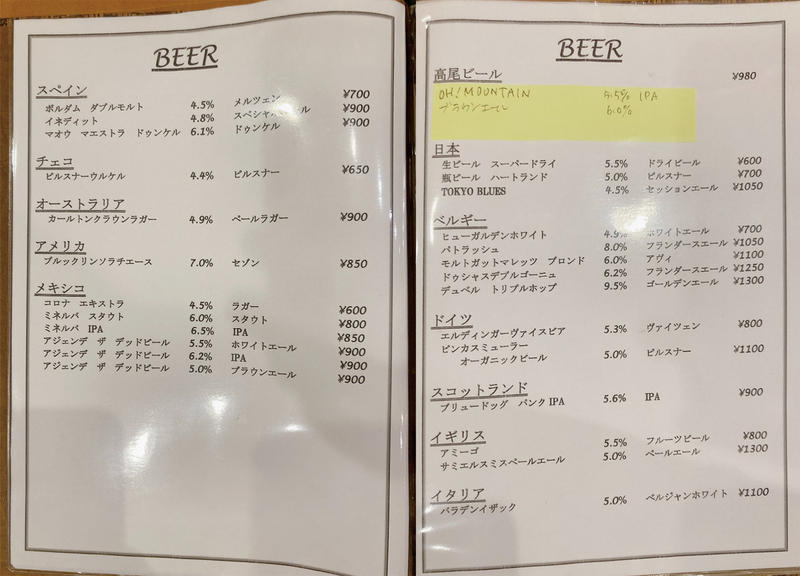 BEER
スペイン
ボルダム ダブルモルト 4.5% メルツェン ¥700
イネディット 4.8% スペシャル ール ¥900
マオウ マエストラ ドゥンケル 6.1% ドゥンケル ¥900
チェコ
ピルスナーウルケル 4.4% ピルスナー ¥650
オーストラリア
カールトンクラウンラガー 4.9% ペールラガー ¥900
アメリカ
ブルックリンソラチエース 7.0% セゾン ¥850
メキシコ
コロナ エキストラ 4.5% ラガー ¥600
ミネルバ スタウト 6.0% スタウト ¥800
ミネルバ IPA 6.5% IPA ¥850
アジェンデ ザ デッドビール 5.5% ホワイトエール ¥900
アジェンデ ザ デッドビール 6.2% IPA ¥900
アジェンデ ザ デッドビール 5.0% ブラウンエール ¥900
BEER
高尾ビール ¥980
OH! MOUNTAIN 5.5% IPA
ブラウンエール 6.0%
日本
生ビール スーパードライ 5.5% ドライビール ¥600
瓶ビール ハートランド 5.0% ピルスナー ¥700
TOKYO BLUES 4.5% セッションエール ¥1050
ベルギー
ヒューガルデンホワイト 4.9% ホワイトエール ¥700
パトラッシュ 8.0% フランダースエール ¥1050
モルトガットマレッツ ブロンド 6.0% アヴィ ¥1100
ドゥシャスデブルゴーニュ 6.2% フランダースエール ¥1250
デュベル トリプルホップ 9.5% ゴールデンエール ¥1300
ドイツ
エルディンガーヴァイスビア 5.3% ヴァイツェン ¥800
ピンカスミューラー
オーガニックビール 5.0% ピルスナー ¥1100
スコットランド
ブリュードッグ パンクIPA 5.6% IPA ¥900
イギリス
アミーゴ 5.5% フルーツビール ¥800
サミエルスミスペールエール 5.0% ペールエール ¥1300
イタリア
バラデンイザック 5.0% ベルジャンホワイト ¥1100